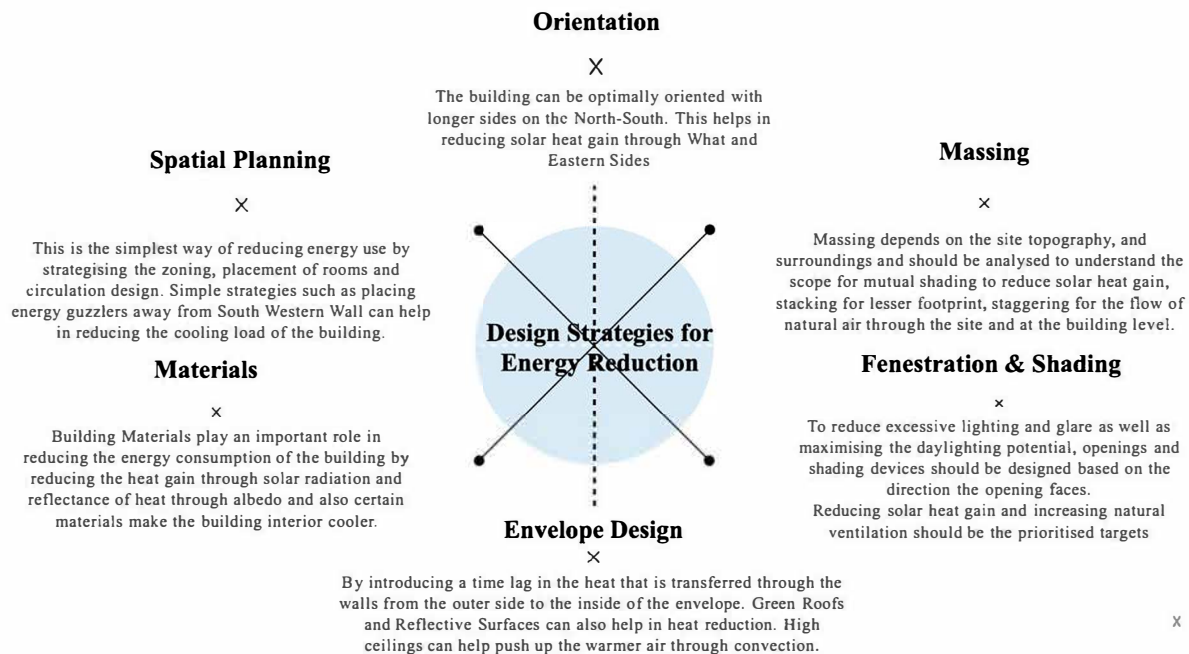 Orientation
X
The building can be optimally oriented with
longer sides on the North-South. This helps in
reducing solar heat gain through What and
Eastern Sides
Spatial Planning
X
This is the simplest way of reducing energy use by
strategising the zoning, placement of rooms and
circulation design. Simple strategies such as placing
energy guzzlers away from South Western Wall can help
in reducing the cooling load of the building.
Massing
×
Massing depends on the site topography, and
surroundings and should be analysed to understand the
scope for mutual shading to reduce solar heat gain,
stacking for lesser footprint, staggering for the flow of
natural air through the site and at the building level.
Design Strategies for
Energy Reduction
Materials
×
Building Materials play an important role in
reducing the energy consumption of the building by
reducing the heat gain through solar radiation and
reflectance of heat through albedo and also certain
materials make the building interior cooler.
Fenestration & Shading
×
To reduce excessive lighting and glare as well as
maximising the daylighting potential, openings and
shading devices should be designed based on the
direction the opening faces.
Reducing solar heat gain and increasing natural
ventilation should be the prioritised targets
Envelope Design
×
By introducing a time lag in the heat that is transferred through the
walls from the outer side to the inside of the envelope. Green Roofs
and Reflective Surfaces can also help in heat reduction. High
ceilings can help push up the warmer air through convection.
X